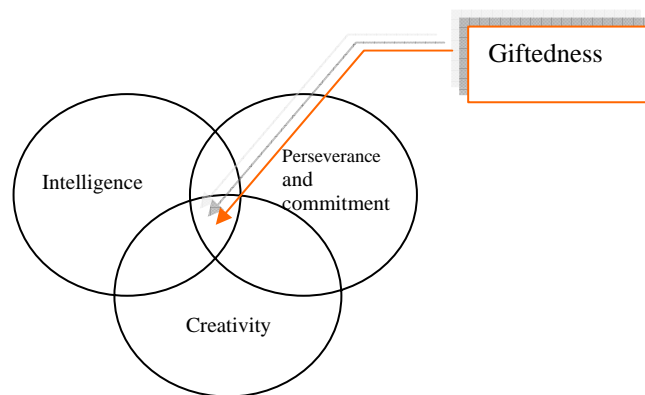 Giftedness
Intelligence
Perseverance
and
commitment
Creativity